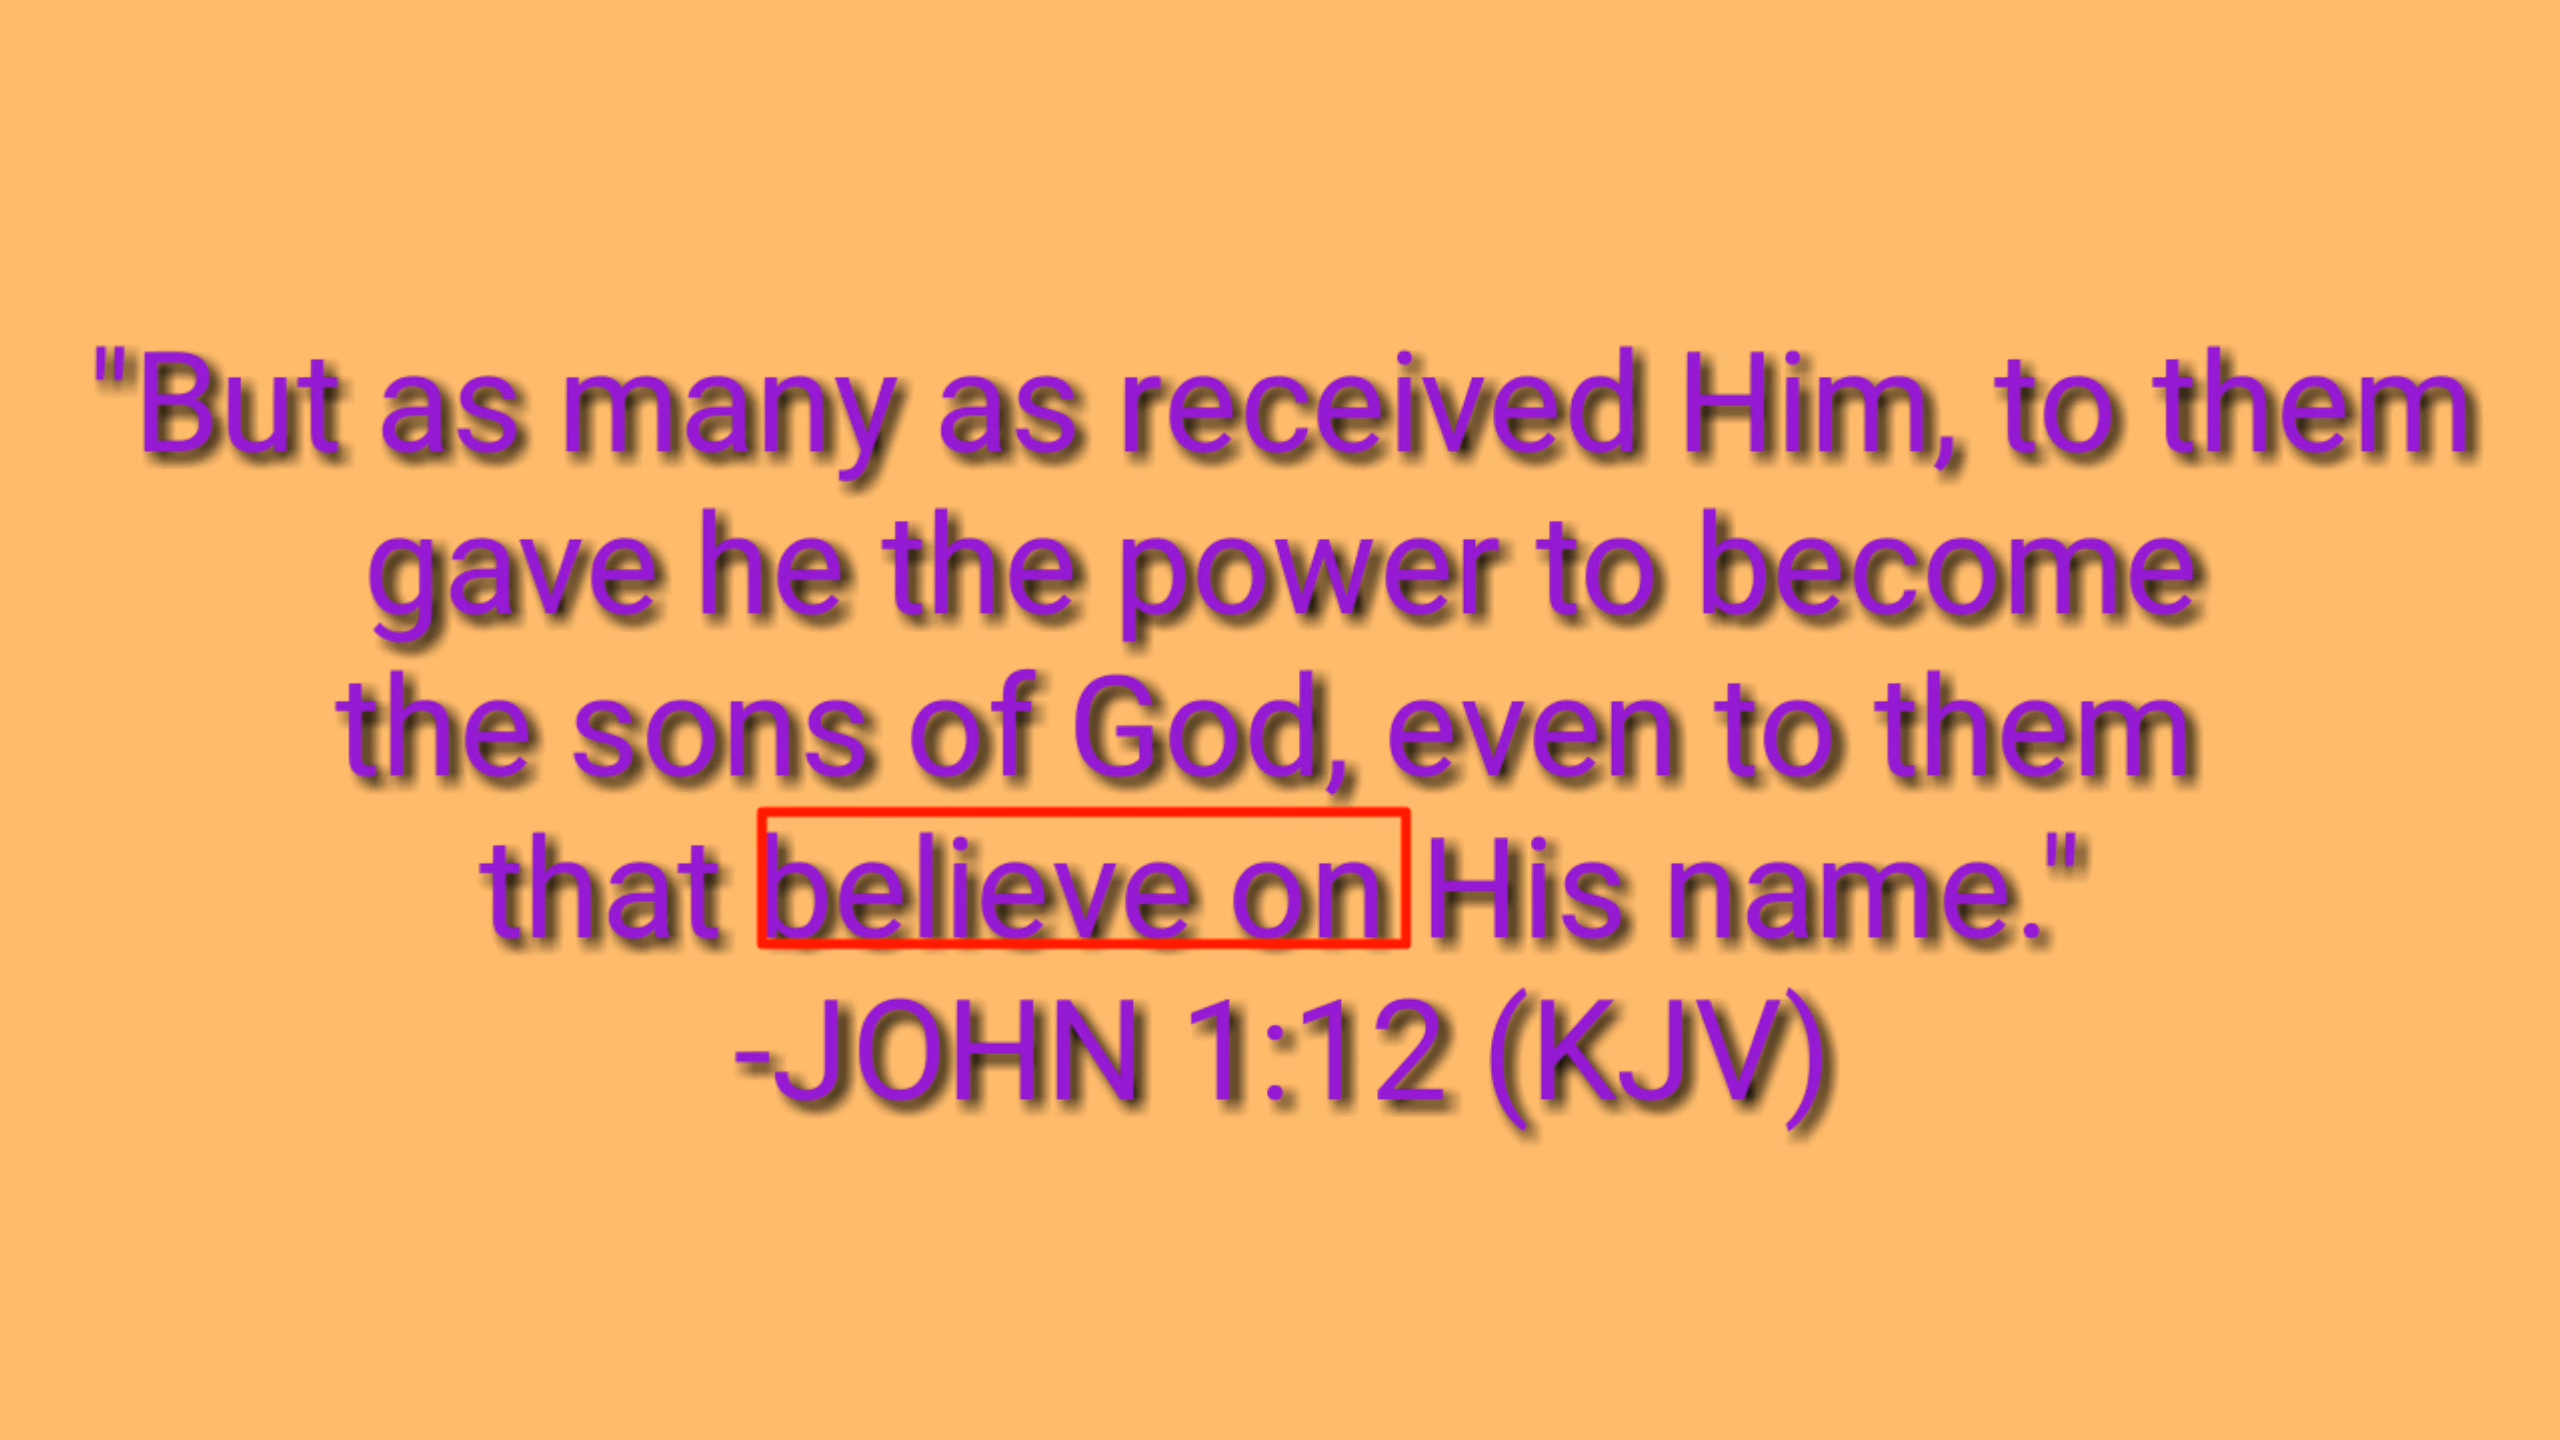 "But as many as received Him, to them
gave he the power to become
the sons of God, even to them
that believe on His name."
-JOHN 1:12 (KJV)